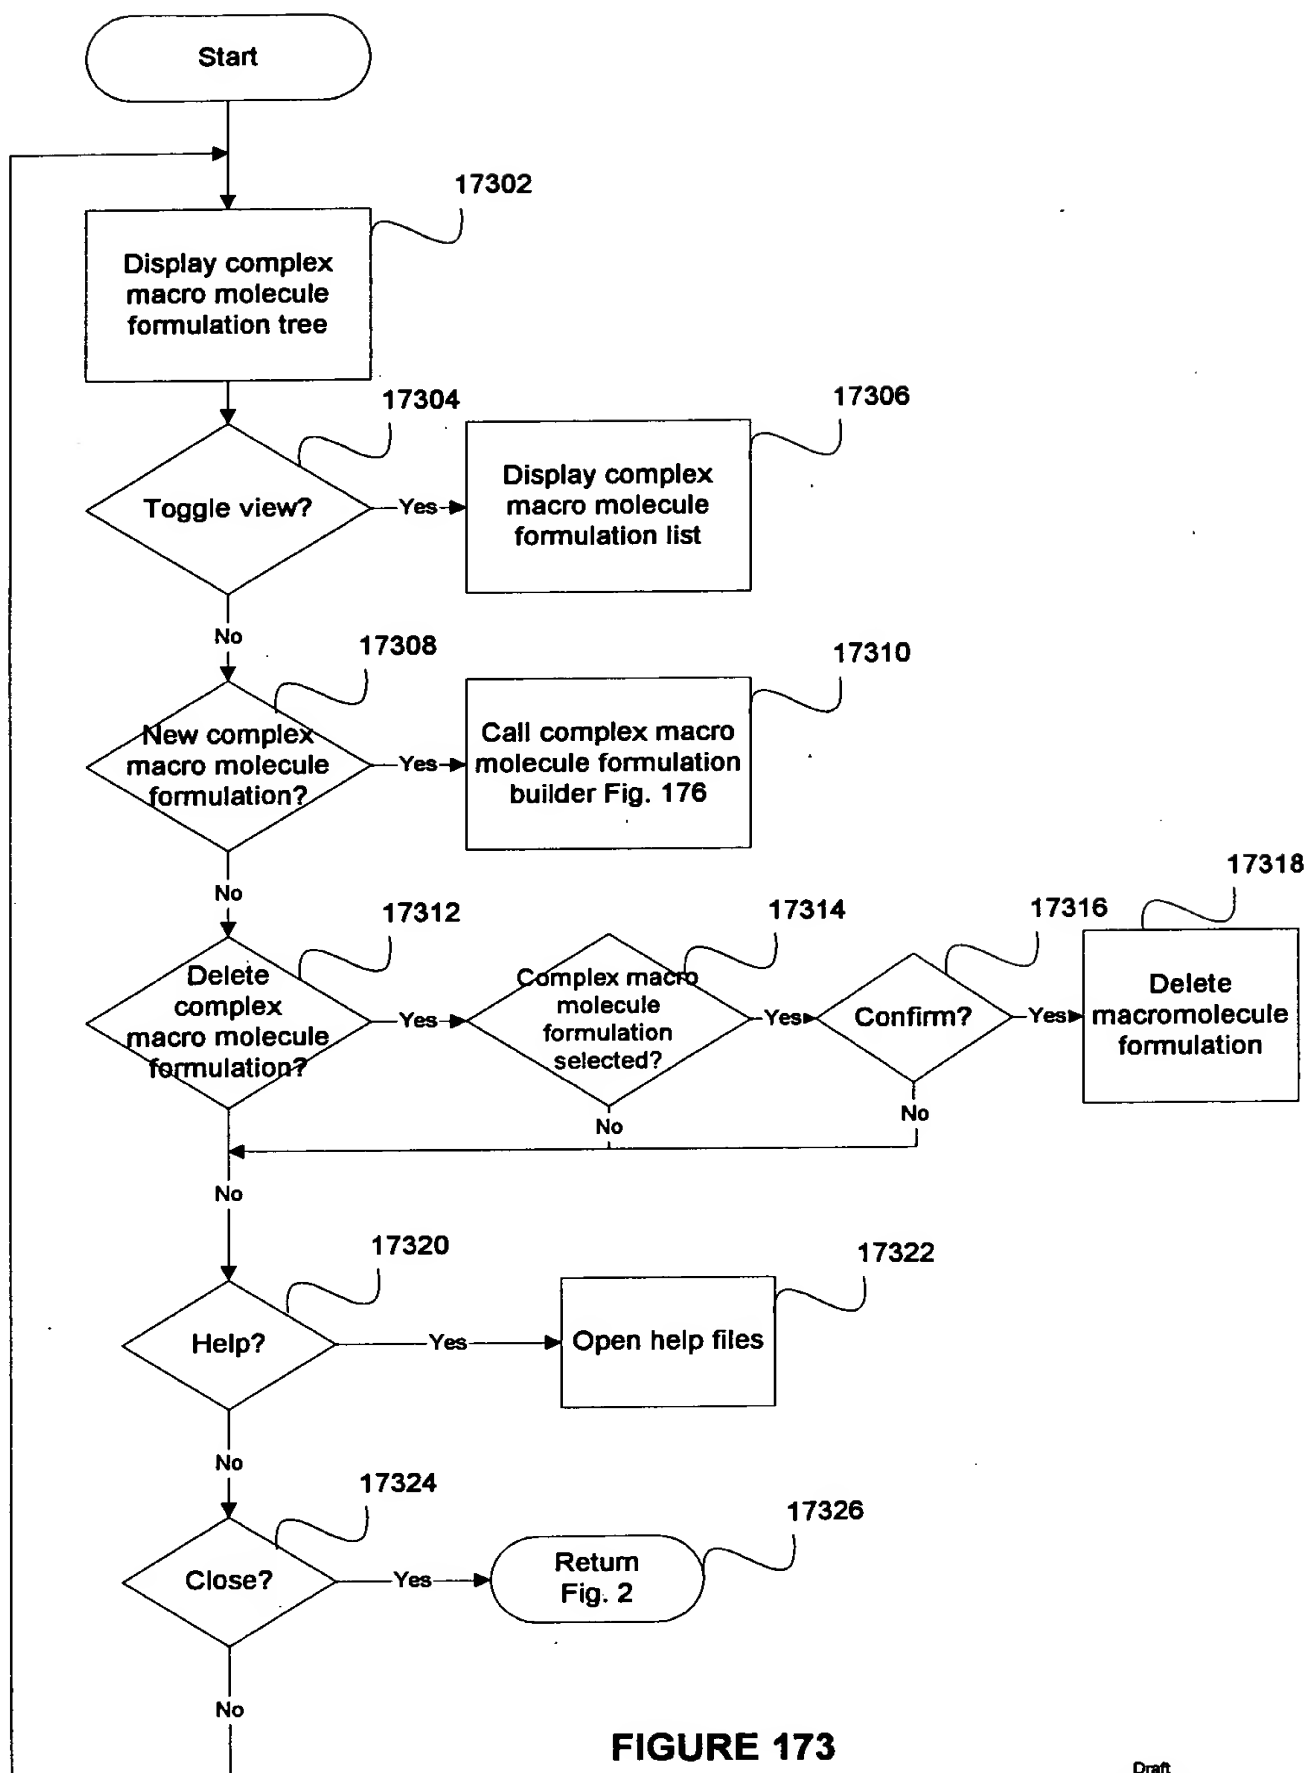 Start
17302
Display complex
macro molecule
formulation tree
17304
Toggle view?
Yes
17306
Display complex
macro molecule
formulation list
No
17308
New complex
macro molecule
formulation?
Yes
17310
Call complex macro
molecule formulation
builder Fig. 176
No
17312
Delete
complex
macro molecule
formulation?
Yes
17314
Complex macro
molecule
formulation
selected?
Yes
17316
Confirm?
Yes
17318
Delete
macromolecule
formulation
No
No
No
17320
Help?
Yes
17322
Open help files
No
17324
Close?
Yes
17326
Return
Fig. 2
No
FIGURE 173
Draft